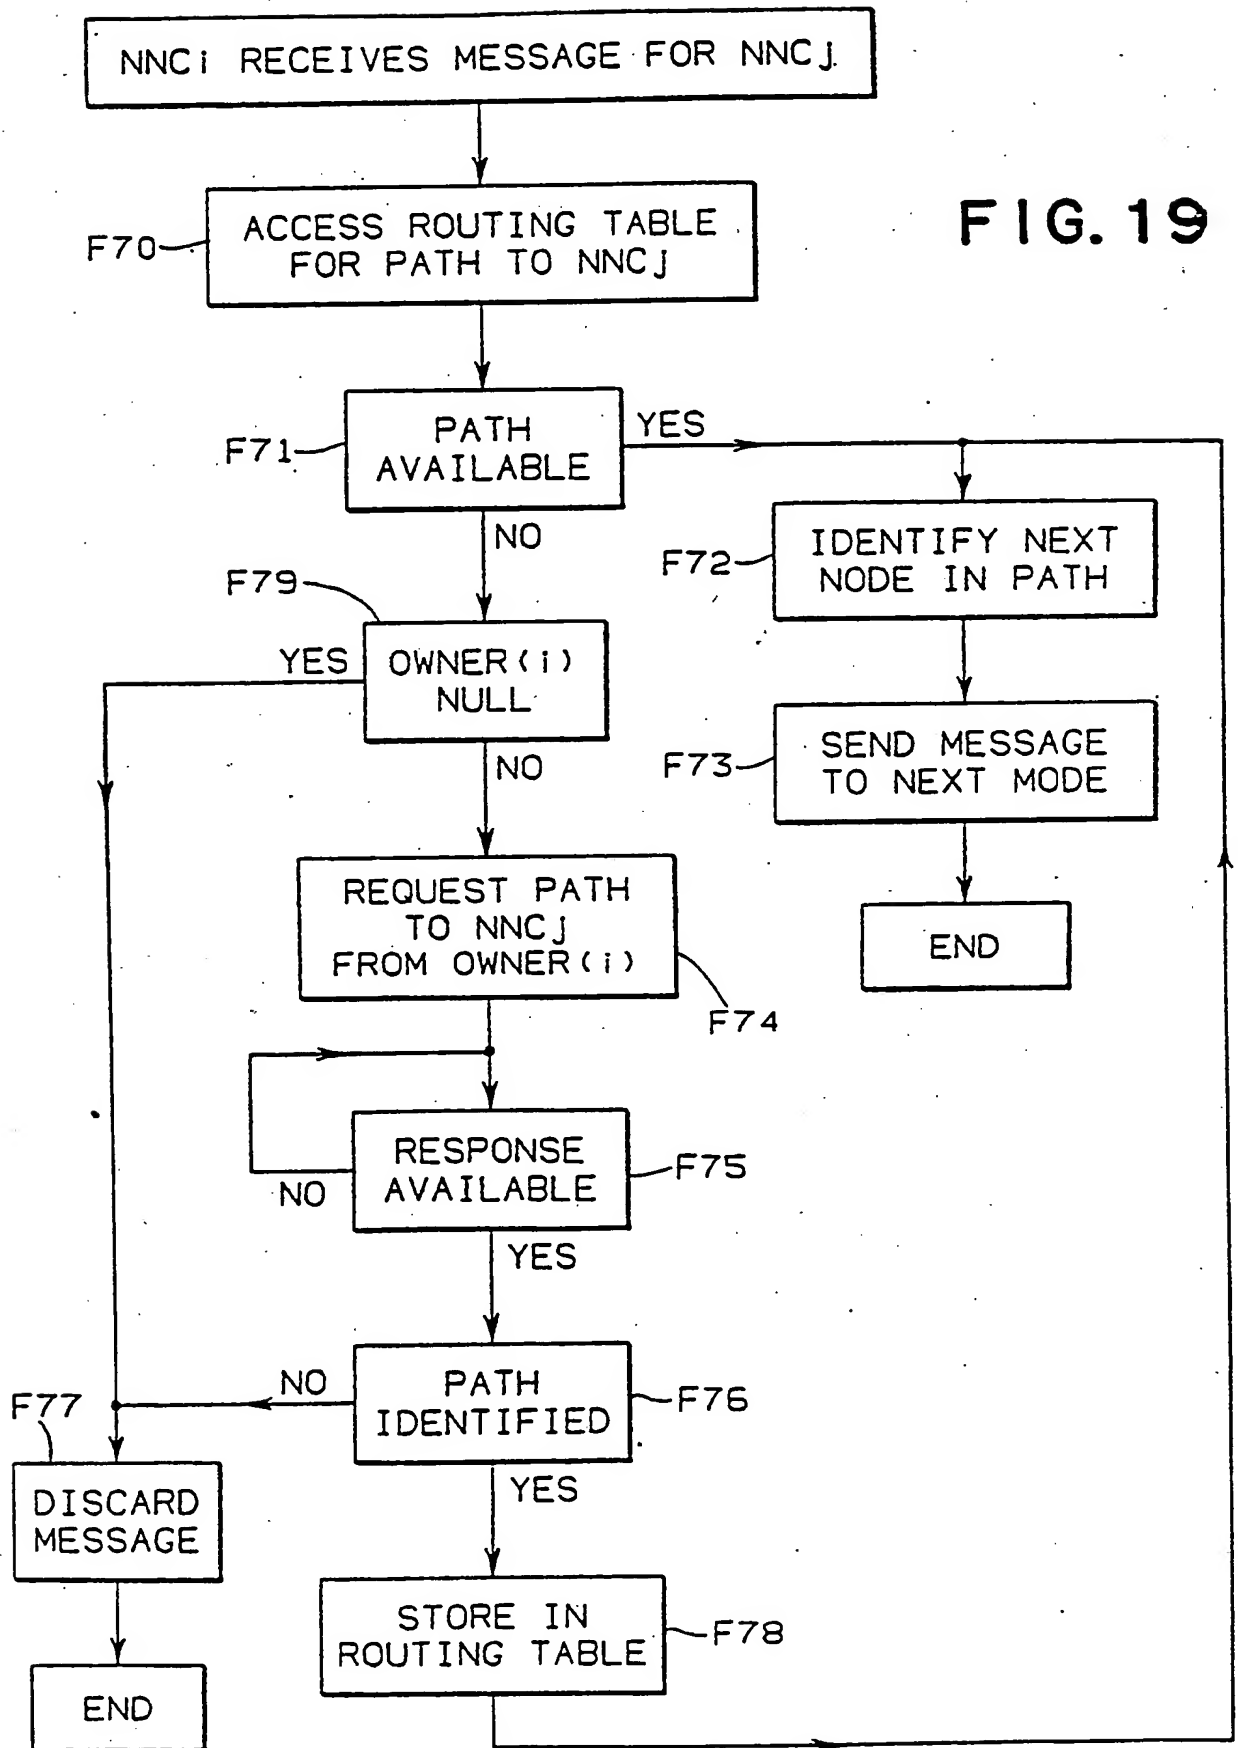 NNCi RECEIVES MESSAGE FOR NNCj.
FIG. 19
F70
ACCESS ROUTING TABLE
FOR PATH TO NNCj
F71
PATH
AVAILABLE
YES
NO
F72
IDENTIFY NEXT
NODE IN PATH
F79
YES
OWNER(i)
NULL
NO
F73
SEND MESSAGE
TO NEXT MODE
END
REQUEST PATH
TO NNCj
FROM OWNER(i)
F74
RESPONSE
AVAILABLE
F75
NO
YES
NO
PATH
IDENTIFIED
F76
YES
F77
DISCARD
MESSAGE
END
STORE IN
ROUTING TABLE
F78